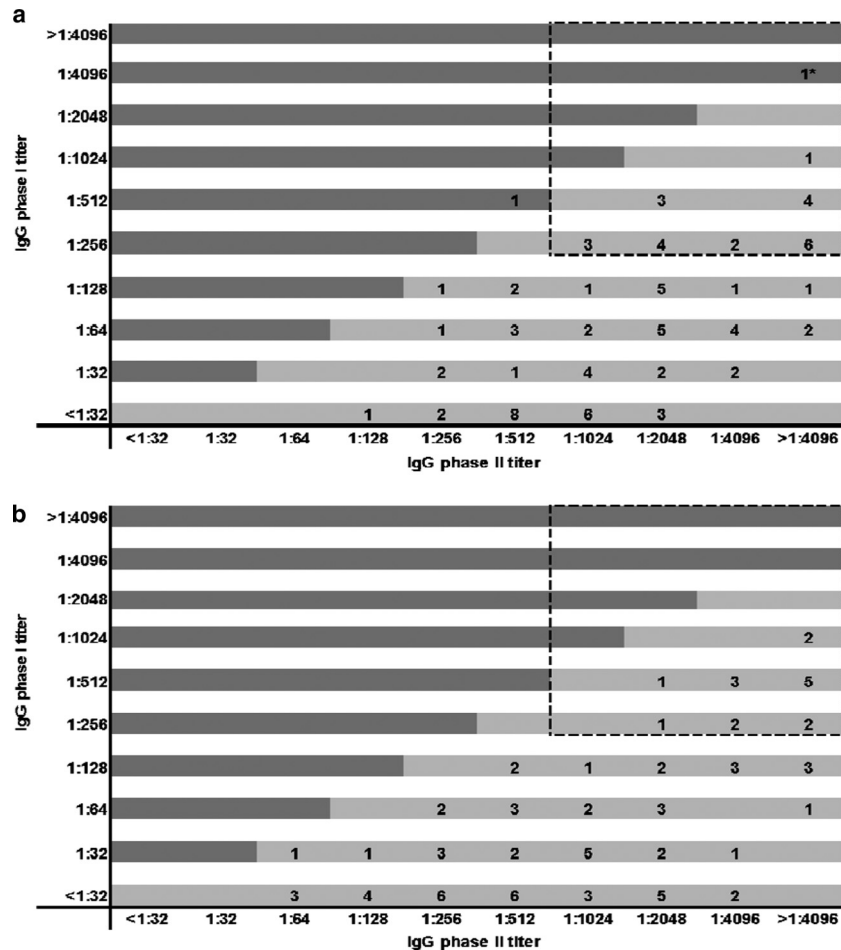 a
IgG phase I titer
>1:4096
1:4096 1*
1:2048
1:1024 1
1:512 1 3 4
1:256 3 4 2 6
1:128 1 2 1 5 1 1
1:64 1 3 2 5 4 2
1:32 2 1 4 2 2
<1:32 1 2 8 6 3
<1:32 1:32 1:64 1:128 1:256 1:512 1:1024 1:2048 1:4096 >1:4096
IgG phase II titer
b
IgG phase I titer
>1:4096
1:4096
1:2048
1:1024 2
1:512 1 3 5
1:256 1 2 2
1:128 2 1 2 3 3
1:64 2 3 2 3 1
1:32 1 1 3 2 5 2 1
<1:32 3 4 6 6 3 5 2
<1:32 1:32 1:64 1:128 1:256 1:512 1:1024 1:2048 1:4096 >1:4096
IgG phase II titer